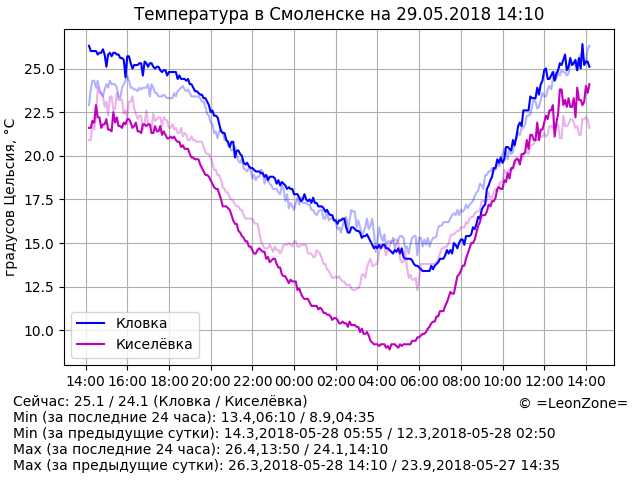 Температура в Смоленске на 29.05.2018 14:10
градусов Цельсия, °C
25.0
22.5
20.0
17.5
15.0
12.5
10.0
Кловка
Киселёвка
14:00 16:00 18:00 20:00 22:00 00:00 02:00 04:00 06:00 08:00 10:00 12:00 14:00
Сейчас: 25.1 / 24.1 (Кловка / Киселёвка)
© =LeonZone=
Min (за последние 24 часа): 13.4,06:10 / 8.9,04:35
Min (за предыдущие сутки): 14.3,2018-05-28 05:55 / 12.3,2018-05-28 02:50
Max (за последние 24 часа): 26.4,13:50 / 24.1,14:10
Max (за предыдущие сутки): 26.3,2018-05-28 14:10 / 23.9,2018-05-27 14:35